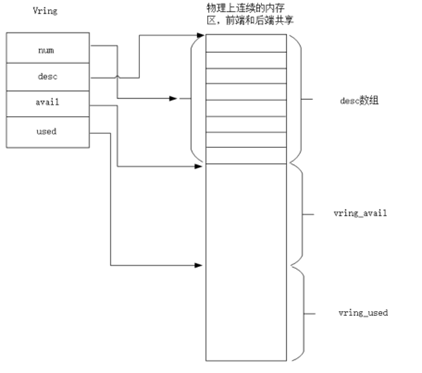 Vring
物理上连续的内存
区，前端和后端共享
num
desc
avail
used
desc数组
vring_avail
vring_used